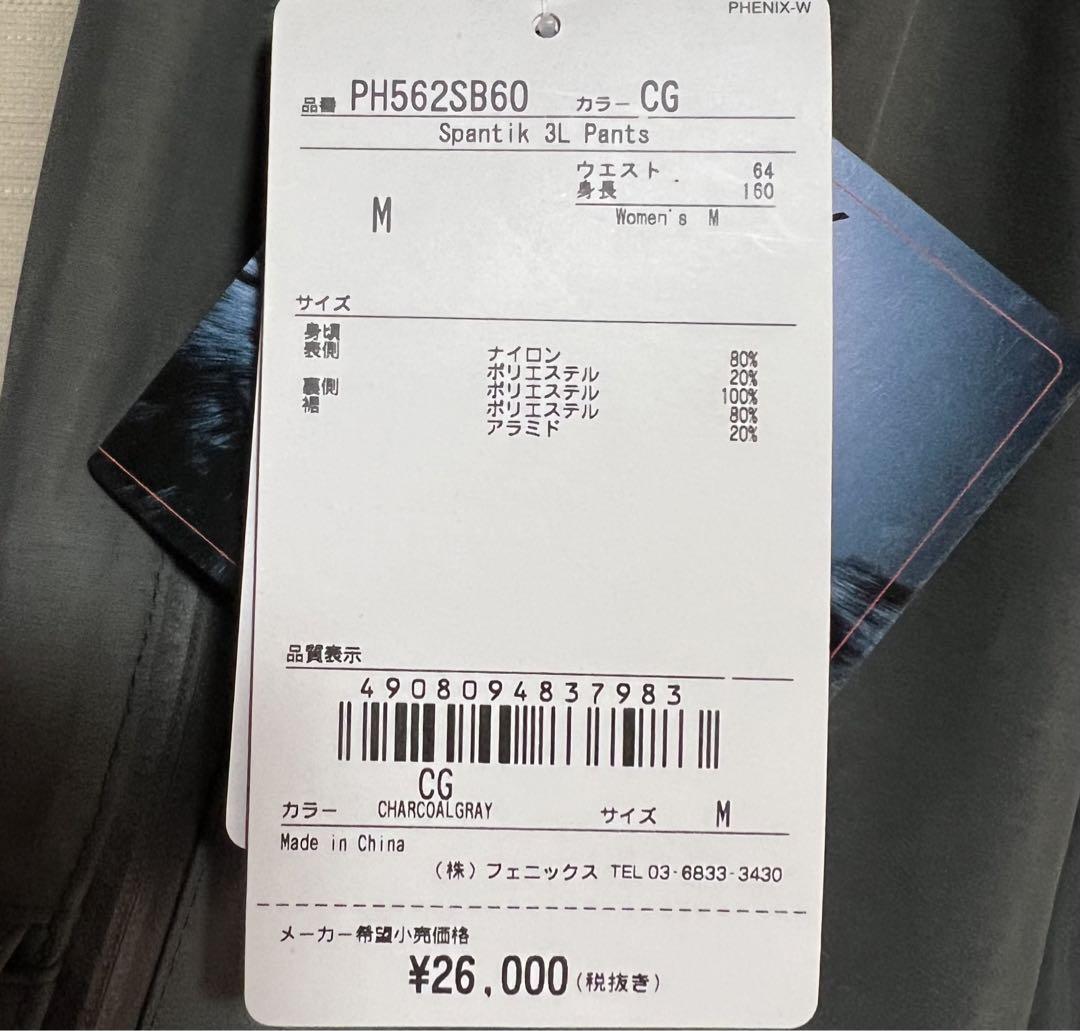 PHENIX-W
品番 PH562SB60 カラー CG
Spantik 3L Pants
ウエスト 64
身長 160
M
Women's M
サイズ
身頃
表側 ナイロン 80%
ポリエステル 20%
裏側 ポリエステル 100%
裾 ポリエステル 80%
アラミド 20%
品質表示
4908094837983
CG
カラー CHARCOALGRAY サイズ M
Made in China
(株)フェニックス TEL 03-6833-3430
メーカー希望小売価格
¥26,000(税抜き)